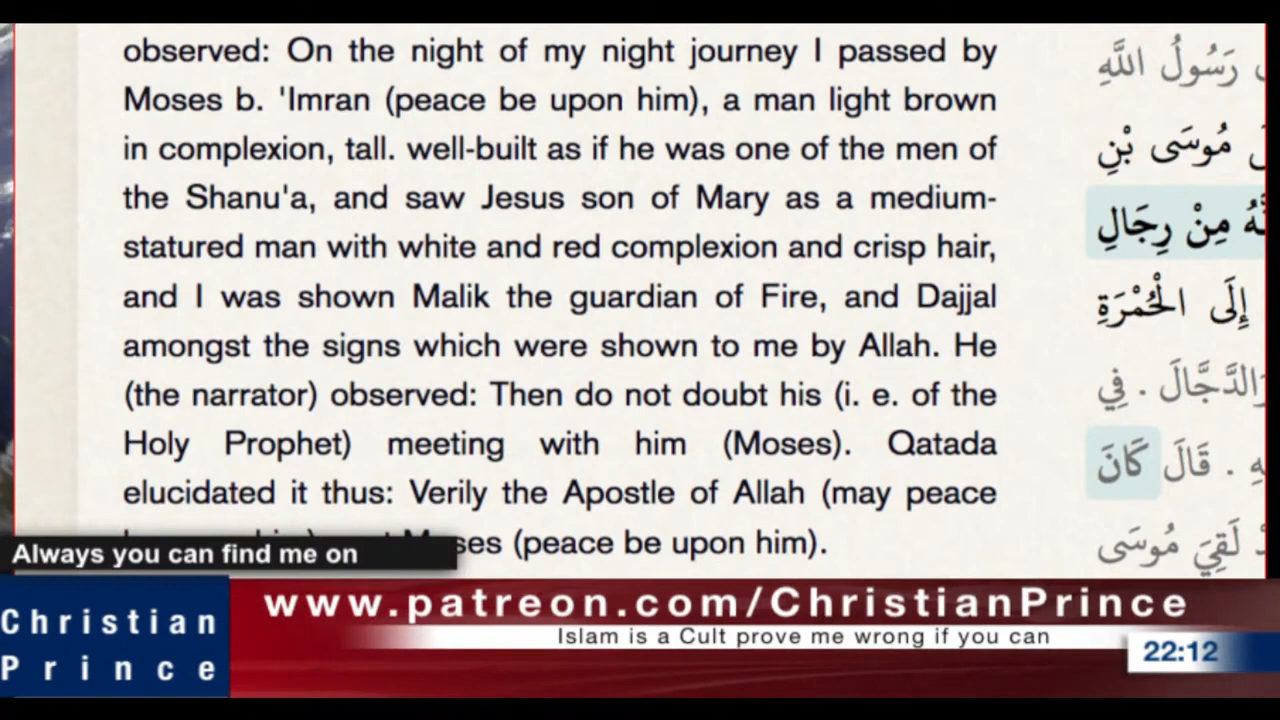 observed: On the night of my night journey I passed by
Moses b. 'Imran (peace be upon him), a man light brown
in complexion, tall. well-built as if he was one of the men of
the Shanu'a, and saw Jesus son of Mary as a medium-
statured man with white and red complexion and crisp hair,
and I was shown Malik the guardian of Fire, and Dajjal
amongst the signs which were shown to me by Allah. He
(the narrator) observed: Then do not doubt his (i. e. of the
Holy Prophet) meeting with him (Moses). Qatada
elucidated it thus: Verily the Apostle of Allah (may peace
(peace be upon him).
رَسُولُ اللَّهِ
مُوسَى بْنِ
مِنْ رِجَالِ
إِلَى الْحُمْرَةِ
وَالدَّجَّالَ . فِي
. قَالَ كَانَ
لَقِيَ مُوسَى
Always you can find me on
Christian
Prince
www.patreon.com/ChristianPrince
Islam is a Cult prove me wrong if you can
22:12